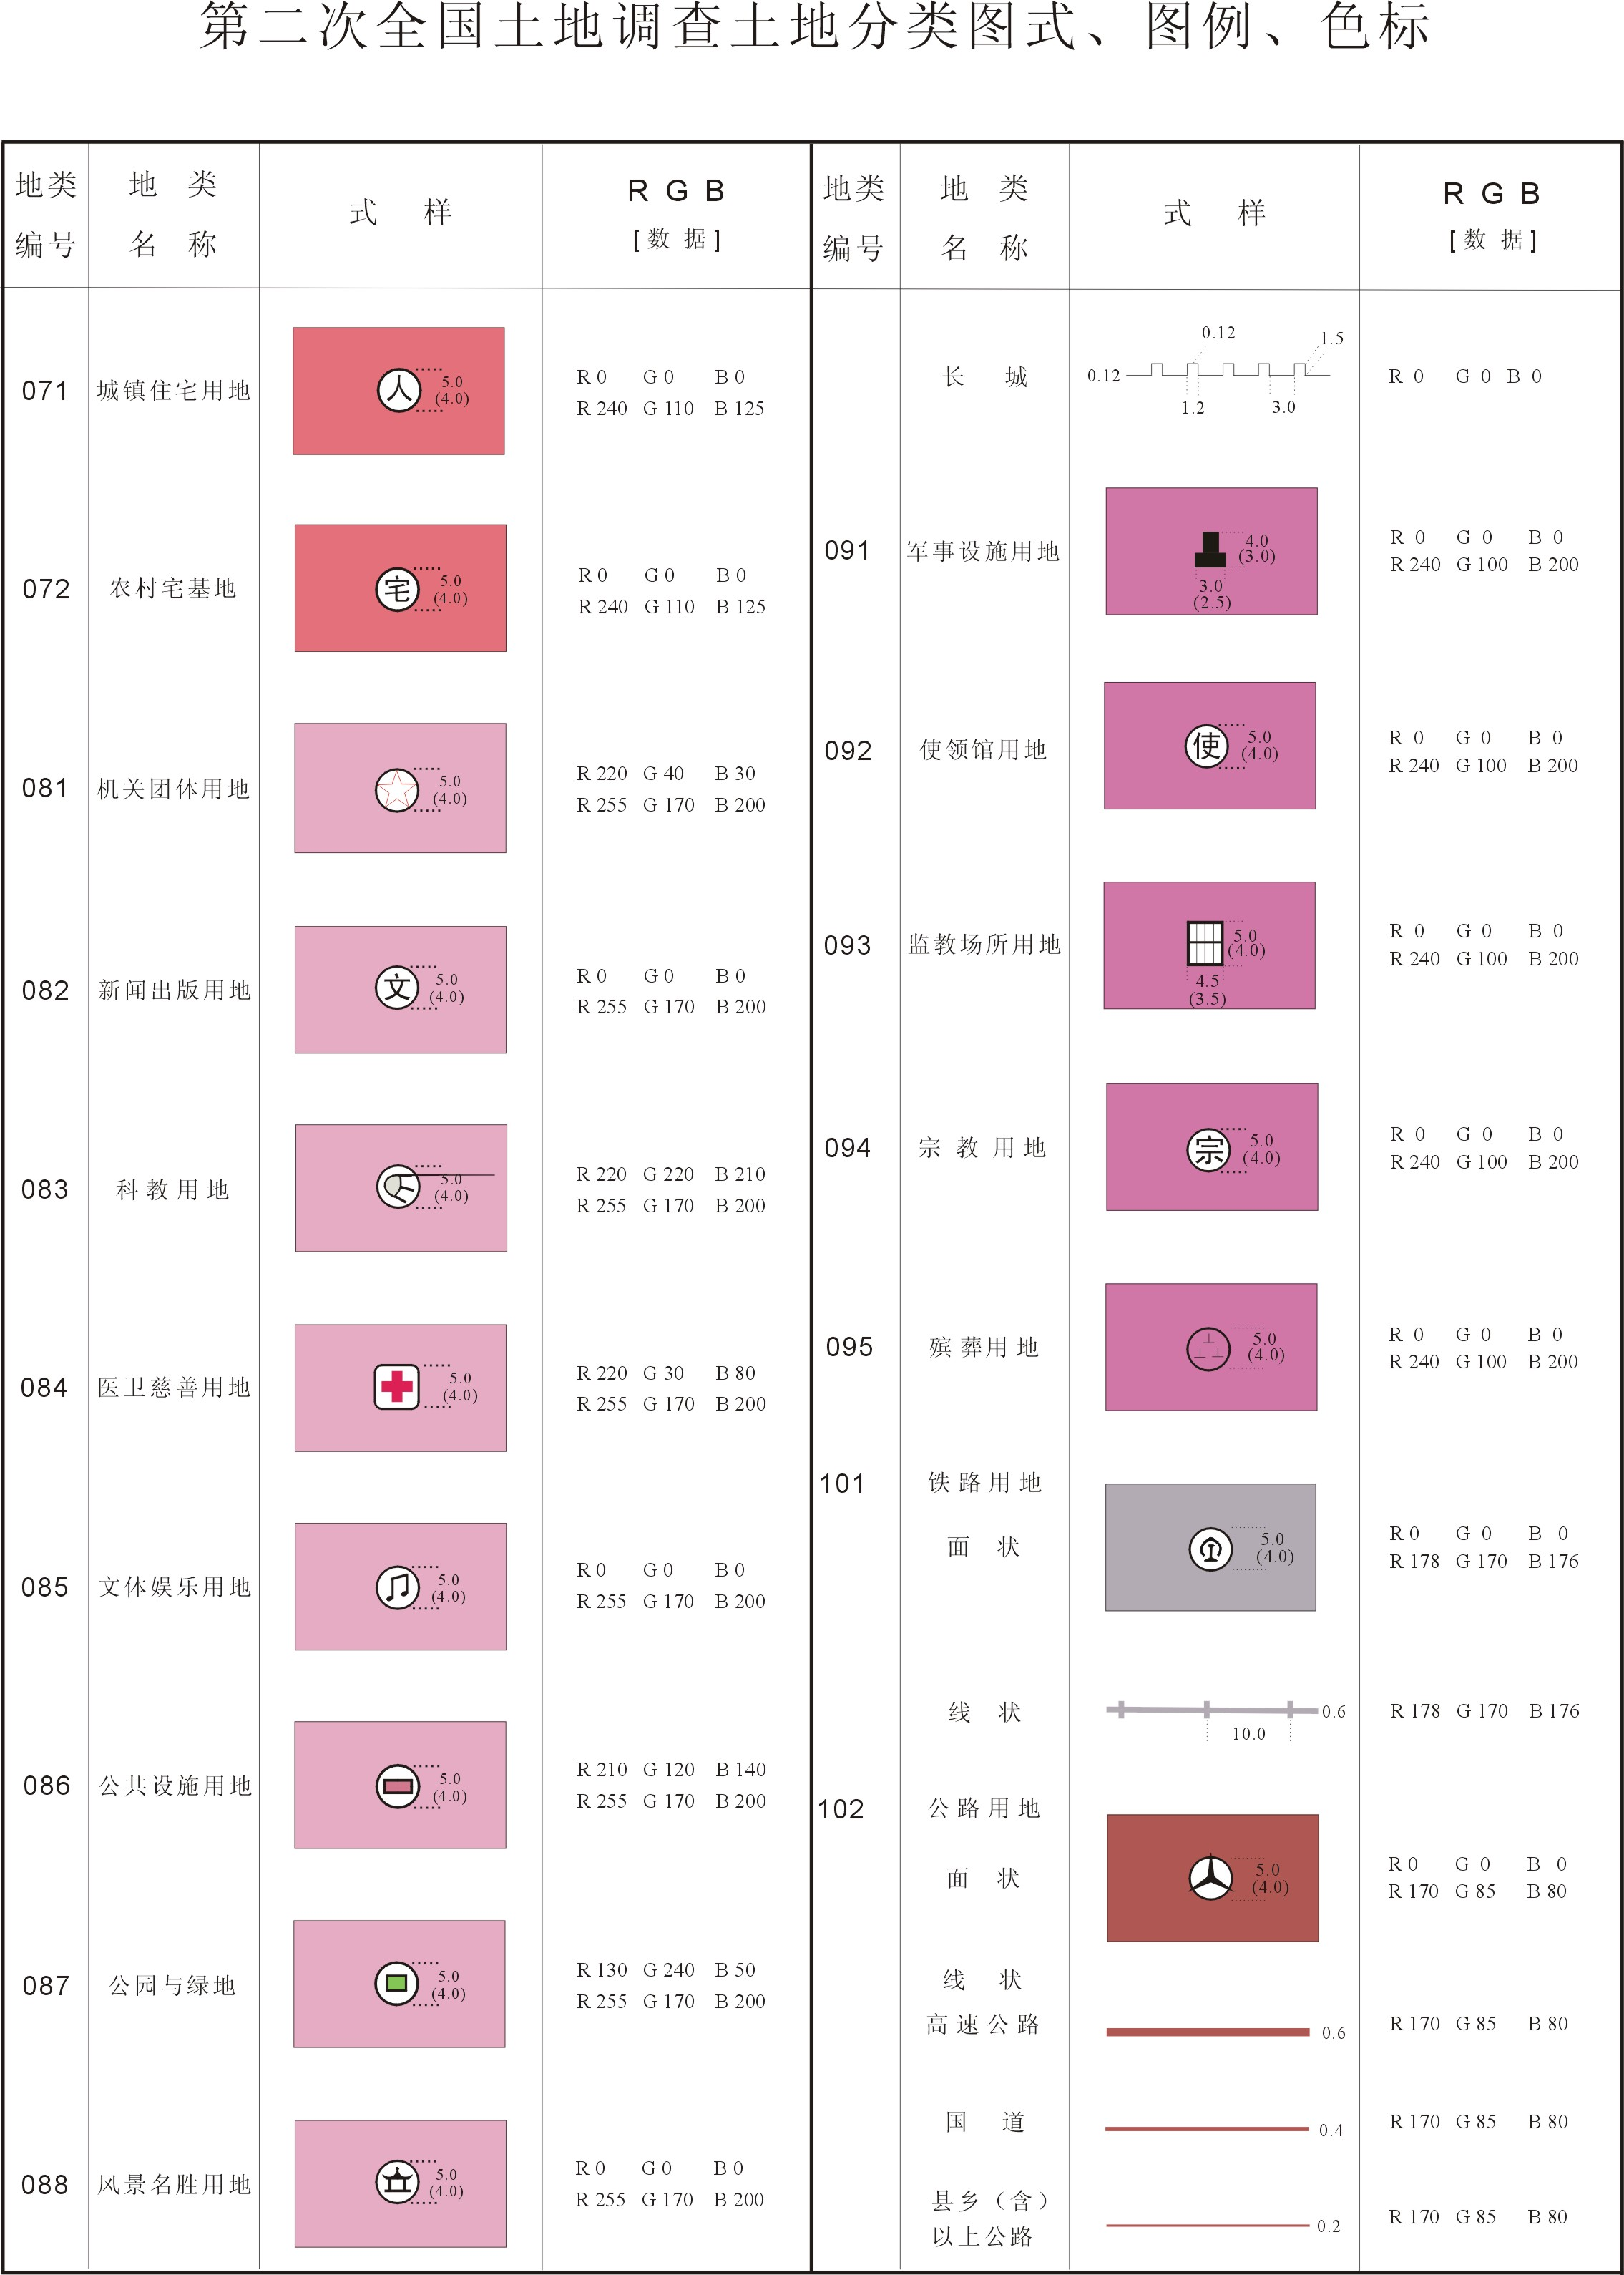 第二次全国土地调查土地分类图式、图例、色标
地类 编号
地 类 名 称
式 样
R G B
[数 据]
071 城镇住宅用地
人 5.0 (4.0)
R 0 G 0 B 0
R 240 G 110 B 125
072 农村宅基地
宅 5.0 (4.0)
R 0 G 0 B 0
R 240 G 110 B 125
081 机关团体用地
5.0 (4.0)
R 220 G 40 B 30
R 255 G 170 B 200
082 新闻出版用地
文 5.0 (4.0)
R 0 G 0 B 0
R 255 G 170 B 200
083 科教用地
5.0 (4.0)
R 220 G 220 B 210
R 255 G 170 B 200
084 医卫慈善用地
5.0 (4.0)
R 220 G 30 B 80
R 255 G 170 B 200
085 文体娱乐用地
5.0 (4.0)
R 0 G 0 B 0
R 255 G 170 B 200
086 公共设施用地
5.0 (4.0)
R 210 G 120 B 140
R 255 G 170 B 200
087 公园与绿地
5.0 (4.0)
R 130 G 240 B 50
R 255 G 170 B 200
088 风景名胜用地
5.0 (4.0)
R 0 G 0 B 0
R 255 G 170 B 200
地类 编号
地 类 名 称
式 样
R G B
[数 据]
长 城
0.12 0.12 1.5
1.2 3.0
R 0 G 0 B 0
091 军事设施用地
4.0 (3.0)
3.0 (2.5)
R 0 G 0 B 0
R 240 G 100 B 200
092 使领馆用地
使 5.0 (4.0)
R 0 G 0 B 0
R 240 G 100 B 200
093 监教场所用地
5.0 (4.0)
4.5 (3.5)
R 0 G 0 B 0
R 240 G 100 B 200
094 宗教用地
宗 5.0 (4.0)
R 0 G 0 B 0
R 240 G 100 B 200
095 殡葬用地
5.0 (4.0)
R 0 G 0 B 0
R 240 G 100 B 200
101 铁路用地
面 状
5.0 (4.0)
R 0 G 0 B 0
R 178 G 170 B 176
线 状
0.6
10.0
R 178 G 170 B 176
102 公路用地
面 状
5.0 (4.0)
R 0 G 0 B 0
R 170 G 85 B 80
线 状
高速公路
0.6
R 170 G 85 B 80
国 道
0.4
R 170 G 85 B 80
县乡（含）
以上公路
0.2
R 170 G 85 B 80